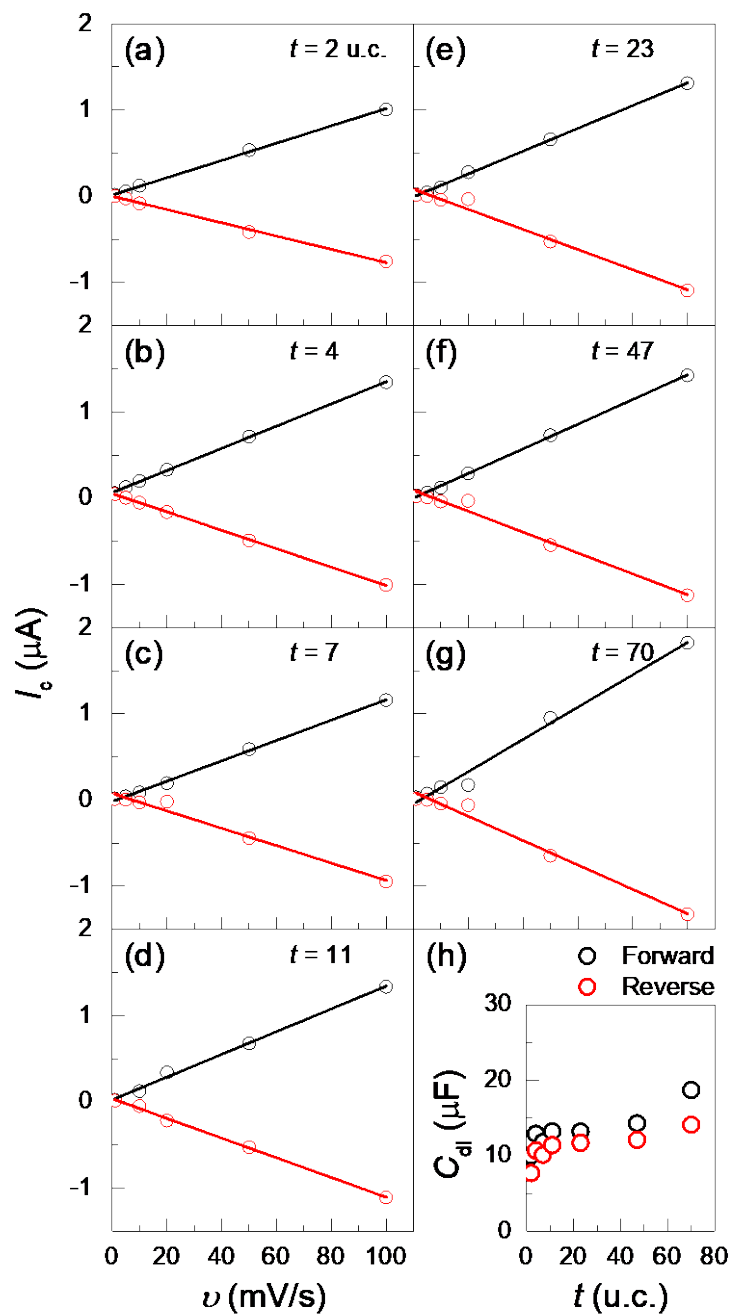 2
(a)
t = 2 u.c.
(e)
t = 23
1
0
-1
2
(b)
t = 4
(f)
t = 47
1
0
-1
2
(c)
t = 7
(g)
t = 70
1
0
-1
2
(d)
t = 11
(h)
Forward
Reverse
1
0
-1
0 20 40 60 80 100
υ (mV/s)
I_c (μA)
30
20
10
0
0 20 40 60 80
C_dl (μF)
t (u.c.)